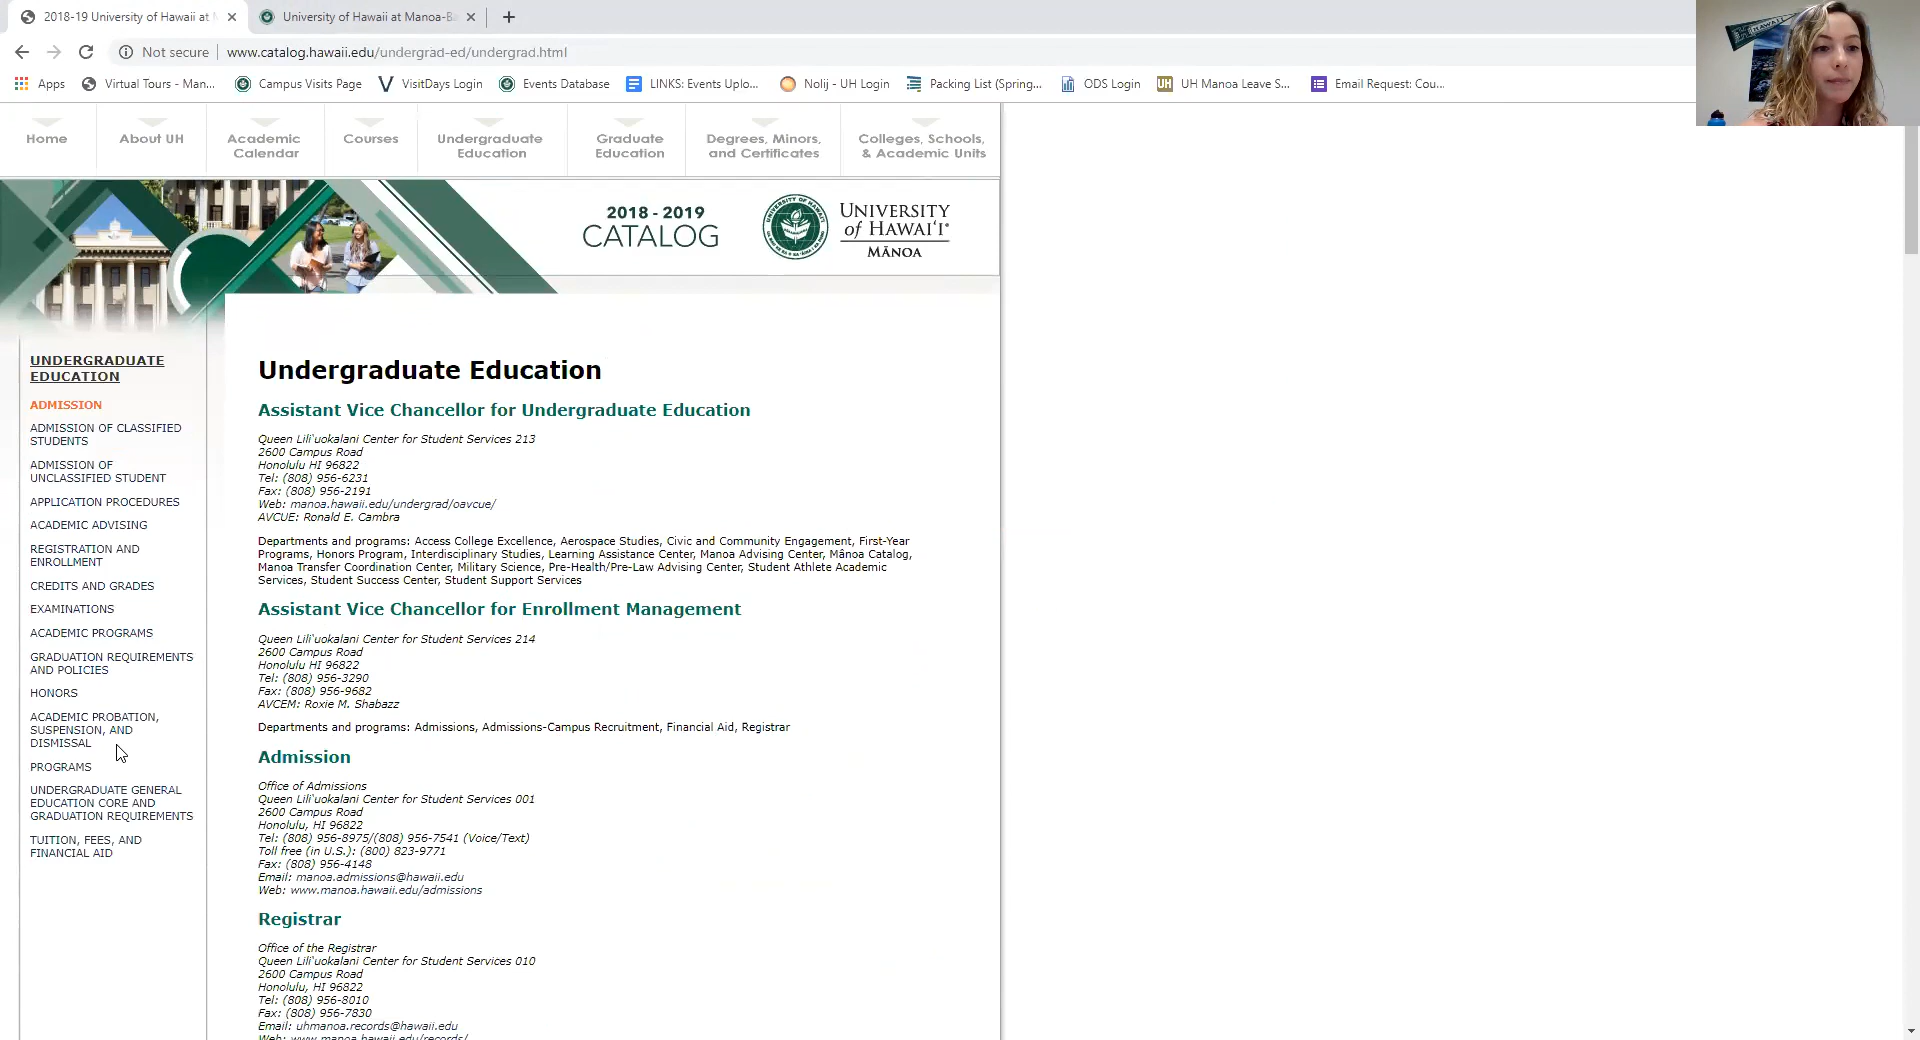 2018-19 University of Hawaii at M
University of Hawaii at Manoa-Ba
Not secure
www.catalog.hawaii.edu/undergrad-ed/undergrad.html
Apps
Virtual Tours - Man...
Campus Visits Page
VisitDays Login
Events Database
LINKS: Events Uplo...
Nolij - UH Login
Packing List (Spring...
ODS Login
UH Manoa Leave S...
Email Request: Cou...
HAWAII
Home
About UH
Academic
Calendar
Courses
Undergraduate
Education
Graduate
Education
Degrees, Minors,
and Certificates
Colleges, Schools,
& Academic Units
2018 - 2019
CATALOG
UNIVERSITY
of HAWAIʻI®
MĀNOA
UNDERGRADUATE
EDUCATION
ADMISSION
ADMISSION OF CLASSIFIED
STUDENTS
ADMISSION OF
UNCLASSIFIED STUDENT
APPLICATION PROCEDURES
ACADEMIC ADVISING
REGISTRATION AND
ENROLLMENT
CREDITS AND GRADES
EXAMINATIONS
ACADEMIC PROGRAMS
GRADUATION REQUIREMENTS
AND POLICIES
HONORS
ACADEMIC PROBATION,
SUSPENSION, AND
DISMISSAL
PROGRAMS
UNDERGRADUATE GENERAL
EDUCATION CORE AND
GRADUATION REQUIREMENTS
TUITION, FEES, AND
FINANCIAL AID
Undergraduate Education
Assistant Vice Chancellor for Undergraduate Education
Queen Lili'uokalani Center for Student Services 213
2600 Campus Road
Honolulu HI 96822
Tel: (808) 956-6231
Fax: (808) 956-2191
Web: manoa.hawaii.edu/undergrad/oavcue/
AVCUE: Ronald E. Cambra
Departments and programs: Access College Excellence, Aerospace Studies, Civic and Community Engagement, First-Year
Programs, Honors Program, Interdisciplinary Studies, Learning Assistance Center, Manoa Advising Center, Mânoa Catalog,
Manoa Transfer Coordination Center, Military Science, Pre-Health/Pre-Law Advising Center, Student Athlete Academic
Services, Student Success Center, Student Support Services
Assistant Vice Chancellor for Enrollment Management
Queen Lili'uokalani Center for Student Services 214
2600 Campus Road
Honolulu HI 96822
Tel: (808) 956-3290
Fax: (808) 956-9682
AVCEM: Roxie M. Shabazz
Departments and programs: Admissions, Admissions-Campus Recruitment, Financial Aid, Registrar
Admission
Office of Admissions
Queen Lili'uokalani Center for Student Services 001
2600 Campus Road
Honolulu, HI 96822
Tel: (808) 956-8975/(808) 956-7541 (Voice/Text)
Toll free (in U.S.): (800) 823-9771
Fax: (808) 956-4148
Email: manoa.admissions@hawaii.edu
Web: www.manoa.hawaii.edu/admissions
Registrar
Office of the Registrar
Queen Lili'uokalani Center for Student Services 010
2600 Campus Road
Honolulu, HI 96822
Tel: (808) 956-8010
Fax: (808) 956-7830
Email: uhmanoa.records@hawaii.edu
Web: www.manoa.hawaii.edu/records/